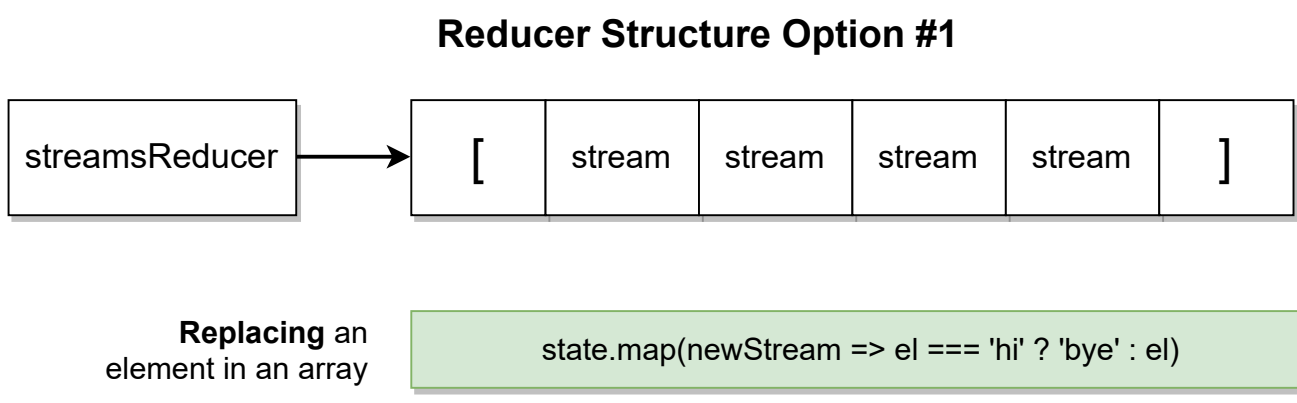 Reducer Structure Option #1
streamsReducer [ stream stream stream stream ]
Replacing an
element in an array
state.map(newStream => el === 'hi' ? 'bye' : el)